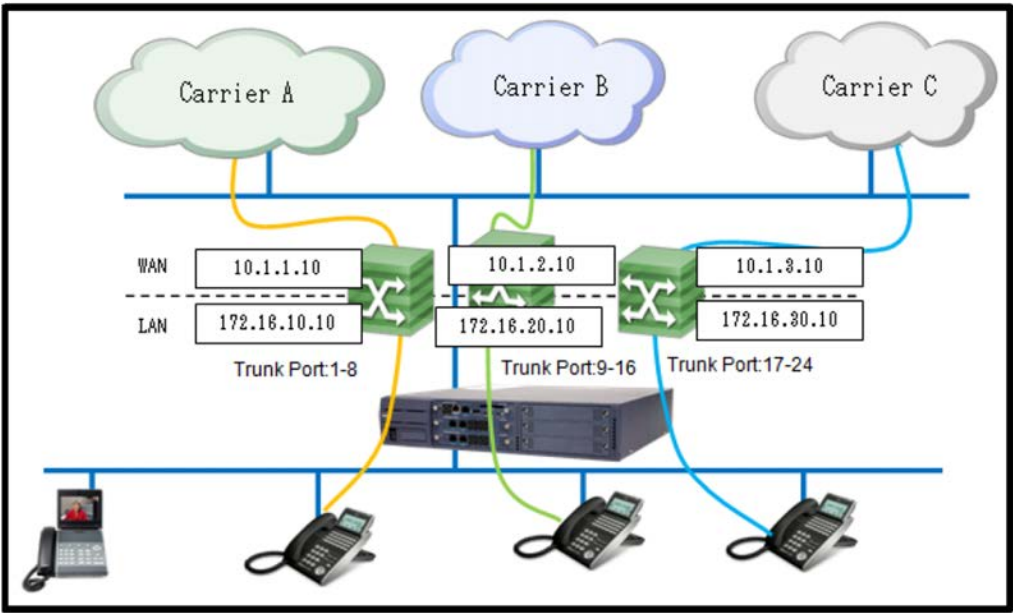 Carrier A
Carrier B
Carrier C
WAN
10.1.1.10
10.1.2.10
10.1.3.10
LAN
172.16.10.10
172.16.20.10
172.16.30.10
Trunk Port:1-8
Trunk Port:9-16
Trunk Port:17-24